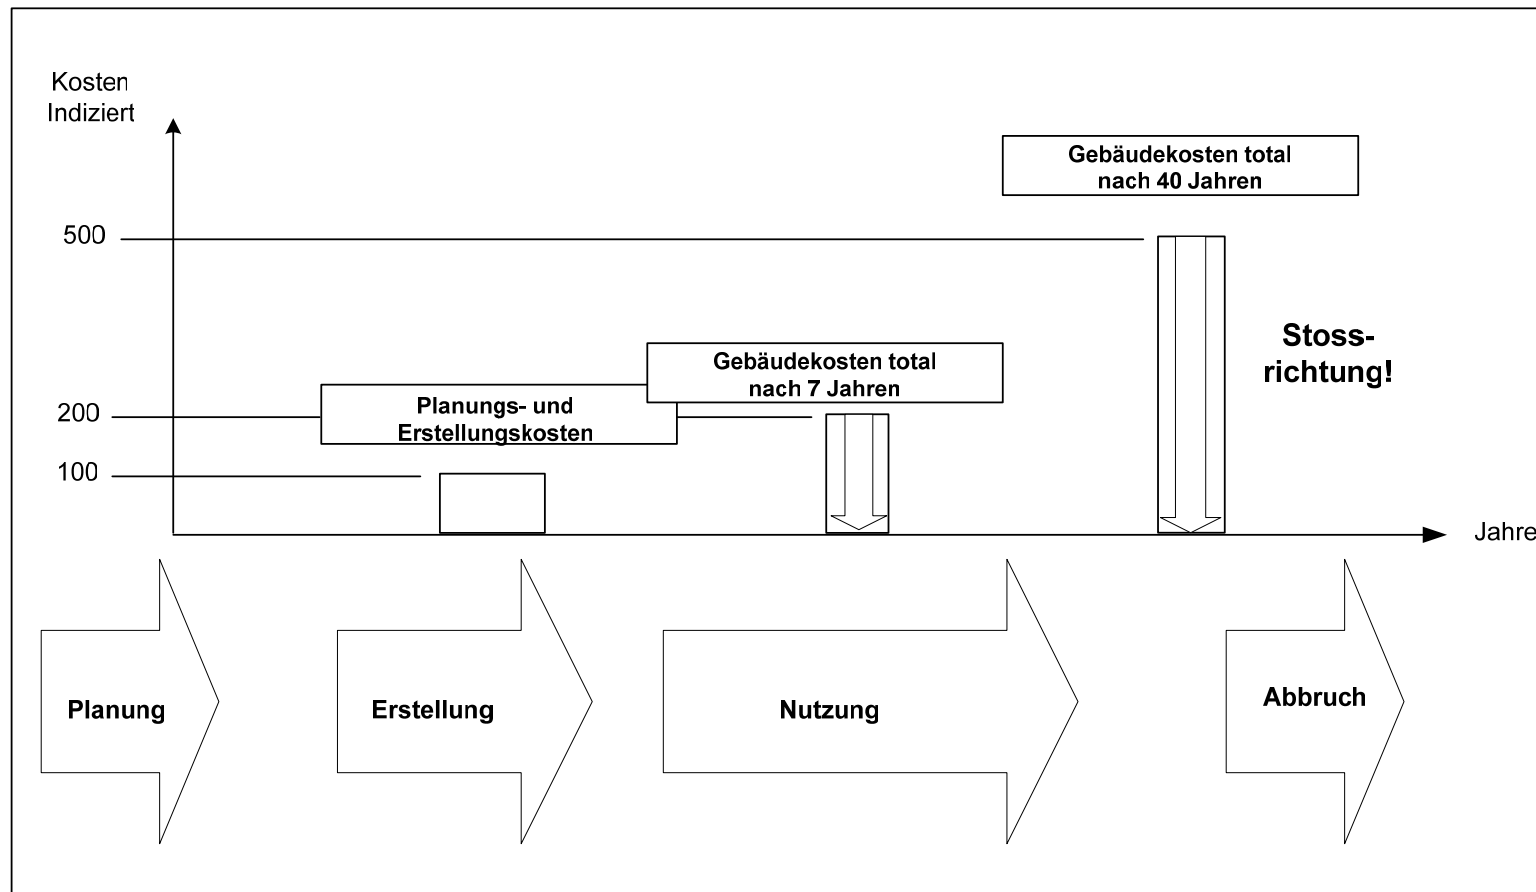 Kosten
Indiziert
Gebäudekosten total
nach 40 Jahren
500
Stoss-
richtung!
Gebäudekosten total
nach 7 Jahren
Planungs- und
Erstellungskosten
200
100
Jahre
Planung
Erstellung
Nutzung
Abbruch